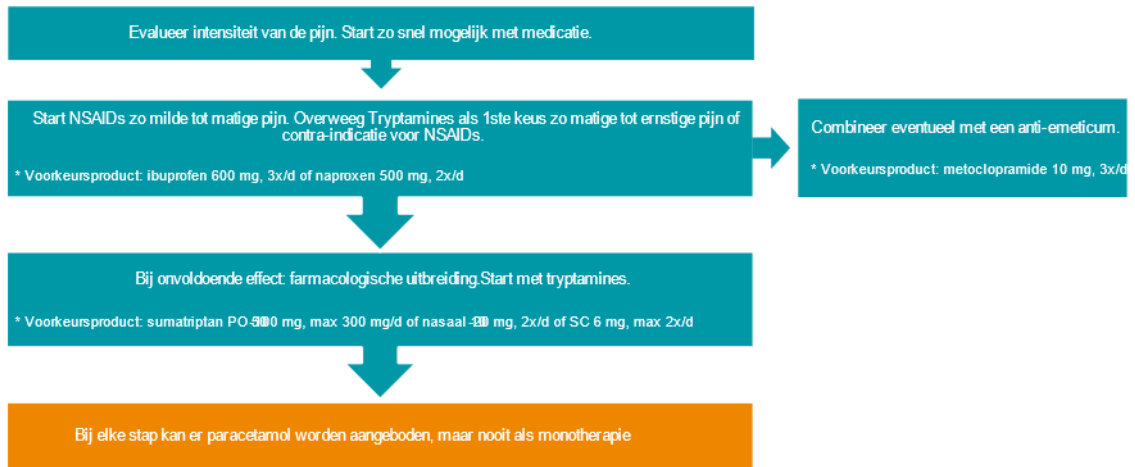 Evalueer intensiteit van de pijn. Start zo snel mogelijk met medicatie.
Start NSAIDs zo milde tot matige pijn. Overweeg Tryptamines als 1ste keus zo matige tot ernstige pijn of
contra-indicatie voor NSAIDs.
* Voorkeursproduct: ibuprofen 600 mg, 3x/d of naproxen 500 mg, 2x/d
Combineer eventueel met een anti-emeticum.
* Voorkeursproduct: metoclopramide 10 mg, 3x/d
Bij onvoldoende effect: farmacologische uitbreiding.Start met tryptamines.
* Voorkeursproduct: sumatriptan PO mg, max 300 mg/d of nasaal mg, 2x/d of SC 6 mg, max 2x/d
Bij elke stap kan er paracetamol worden aangeboden, maar nooit als monotherapie